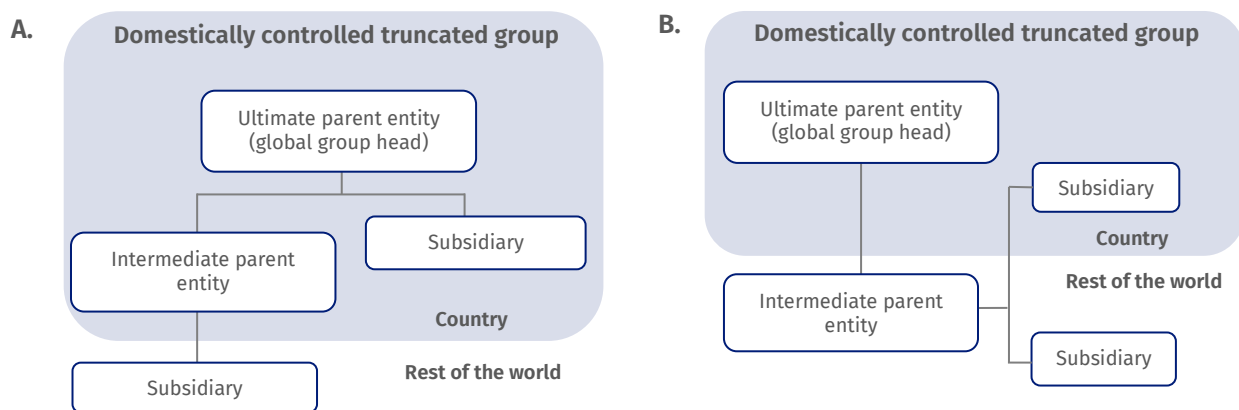 A.
Domestically controlled truncated group
Ultimate parent entity
(global group head)
Subsidiary
Intermediate parent
entity
Country
Rest of the world
Subsidiary
B.
Domestically controlled truncated group
Ultimate parent entity
(global group head)
Subsidiary
Country
Rest of the world
Intermediate parent
entity
Subsidiary